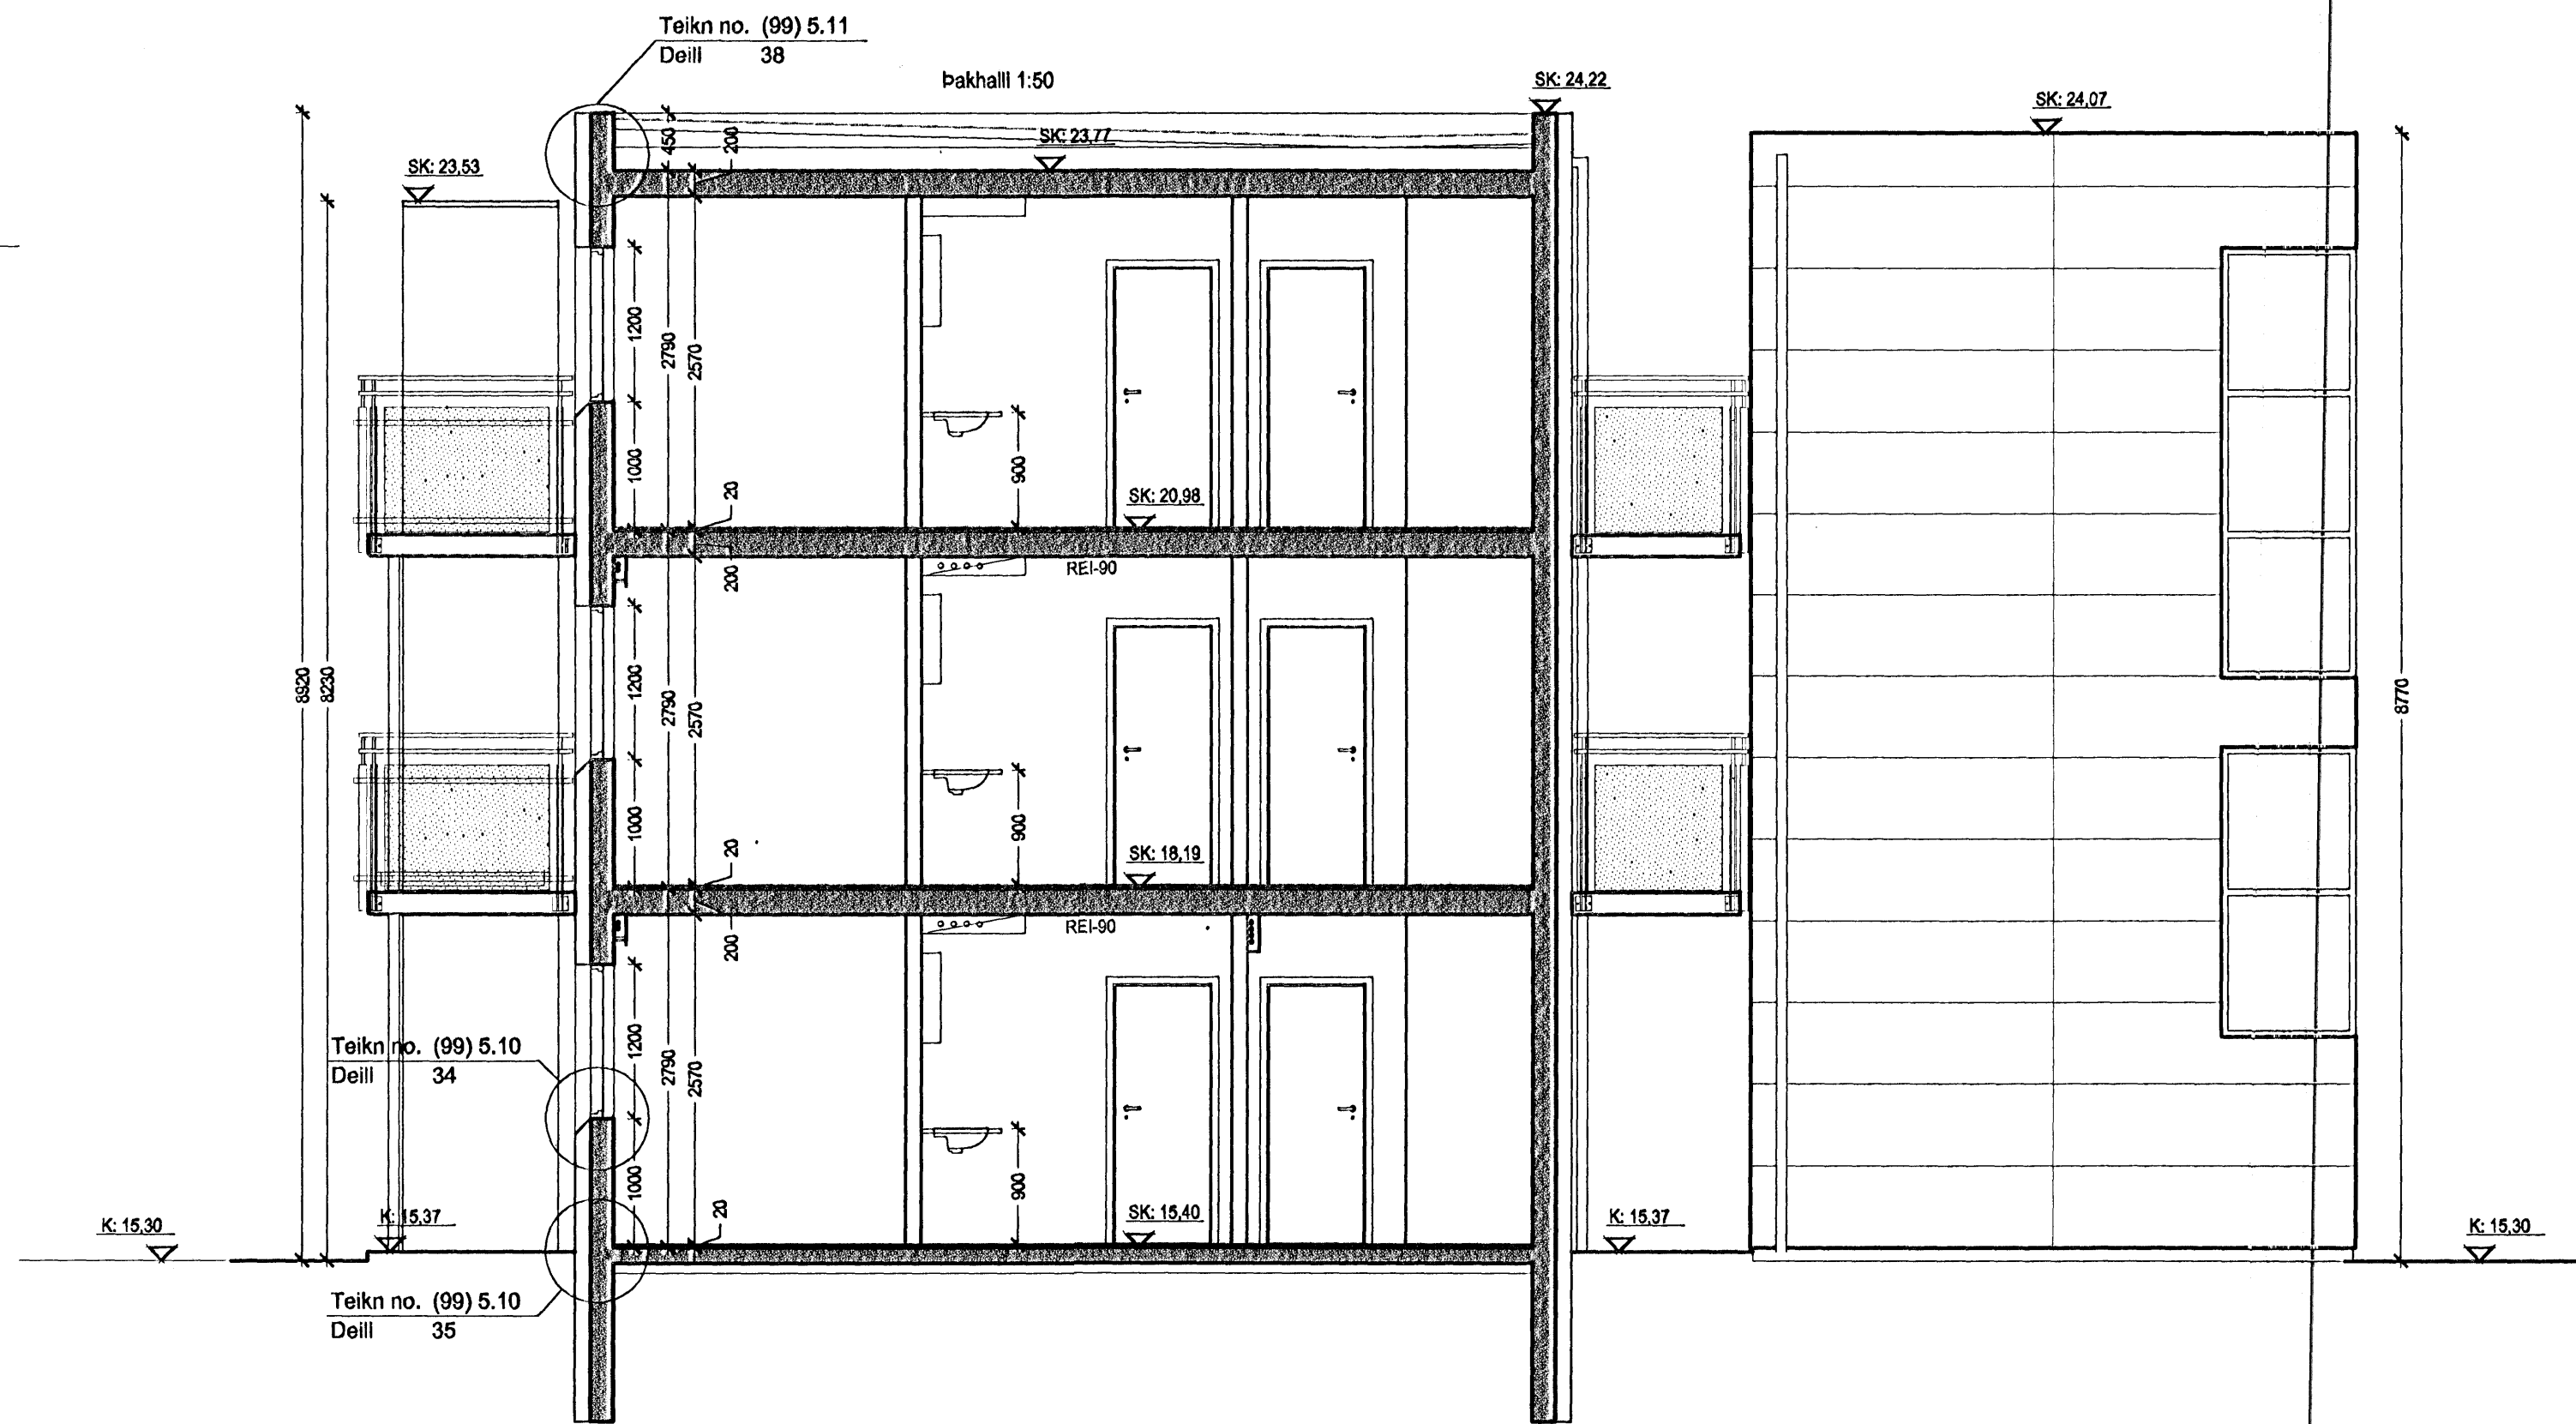 Teikn no. (99) 5.11
Deili 38
Þakhalli 1:50
SK: 24,22
SK: 24,07
SK: 23,77
SK: 23,53
450
200
1200
2790
2570
1000
900
20
SK: 20,98
200
REI-90
8920
8230
1200
2790
2570
8770
1000
900
20
SK: 18,19
200
REI-90
Teikn no. (99) 5.10
Deili 34
1200
2790
2570
1000
900
20
SK: 15,40
K: 15,30
K: 15,37
K: 15,37
K: 15,30
Teikn no. (99) 5.10
Deili 35